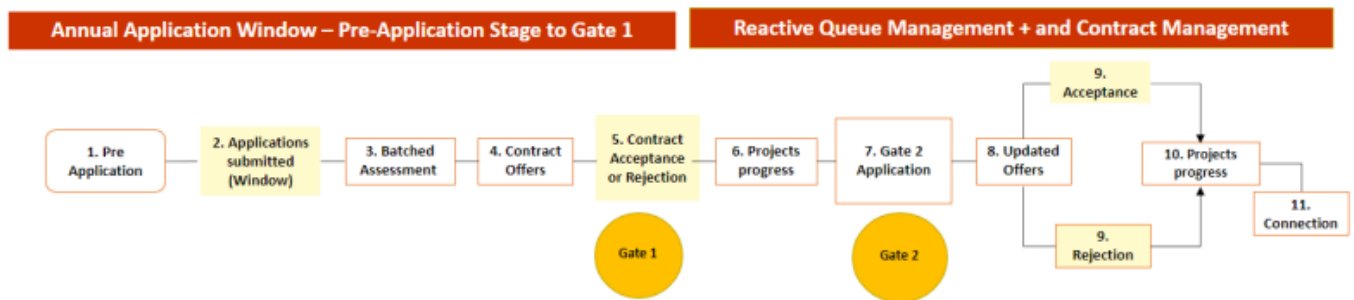 Annual Application Window – Pre-Application Stage to Gate 1
Reactive Queue Management + and Contract Management
1. Pre
Application
2. Applications
submitted
(Window)
3. Batched
Assessment
4. Contract
Offers
5. Contract
Acceptance
or Rejection
Gate 1
6. Projects
progress
7. Gate 2
Application
Gate 2
8. Updated
Offers
9.
Acceptance
9.
Rejection
10. Projects
progress
11.
Connection